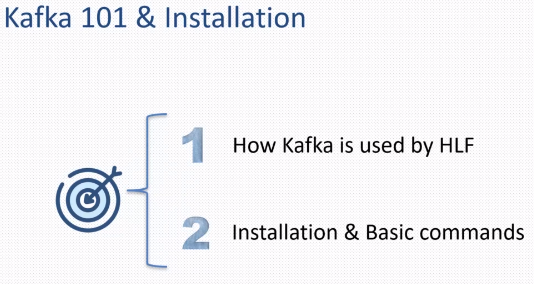 Kafka 101 & Installation
1 How Kafka is used by HLF
2 Installation & Basic commands